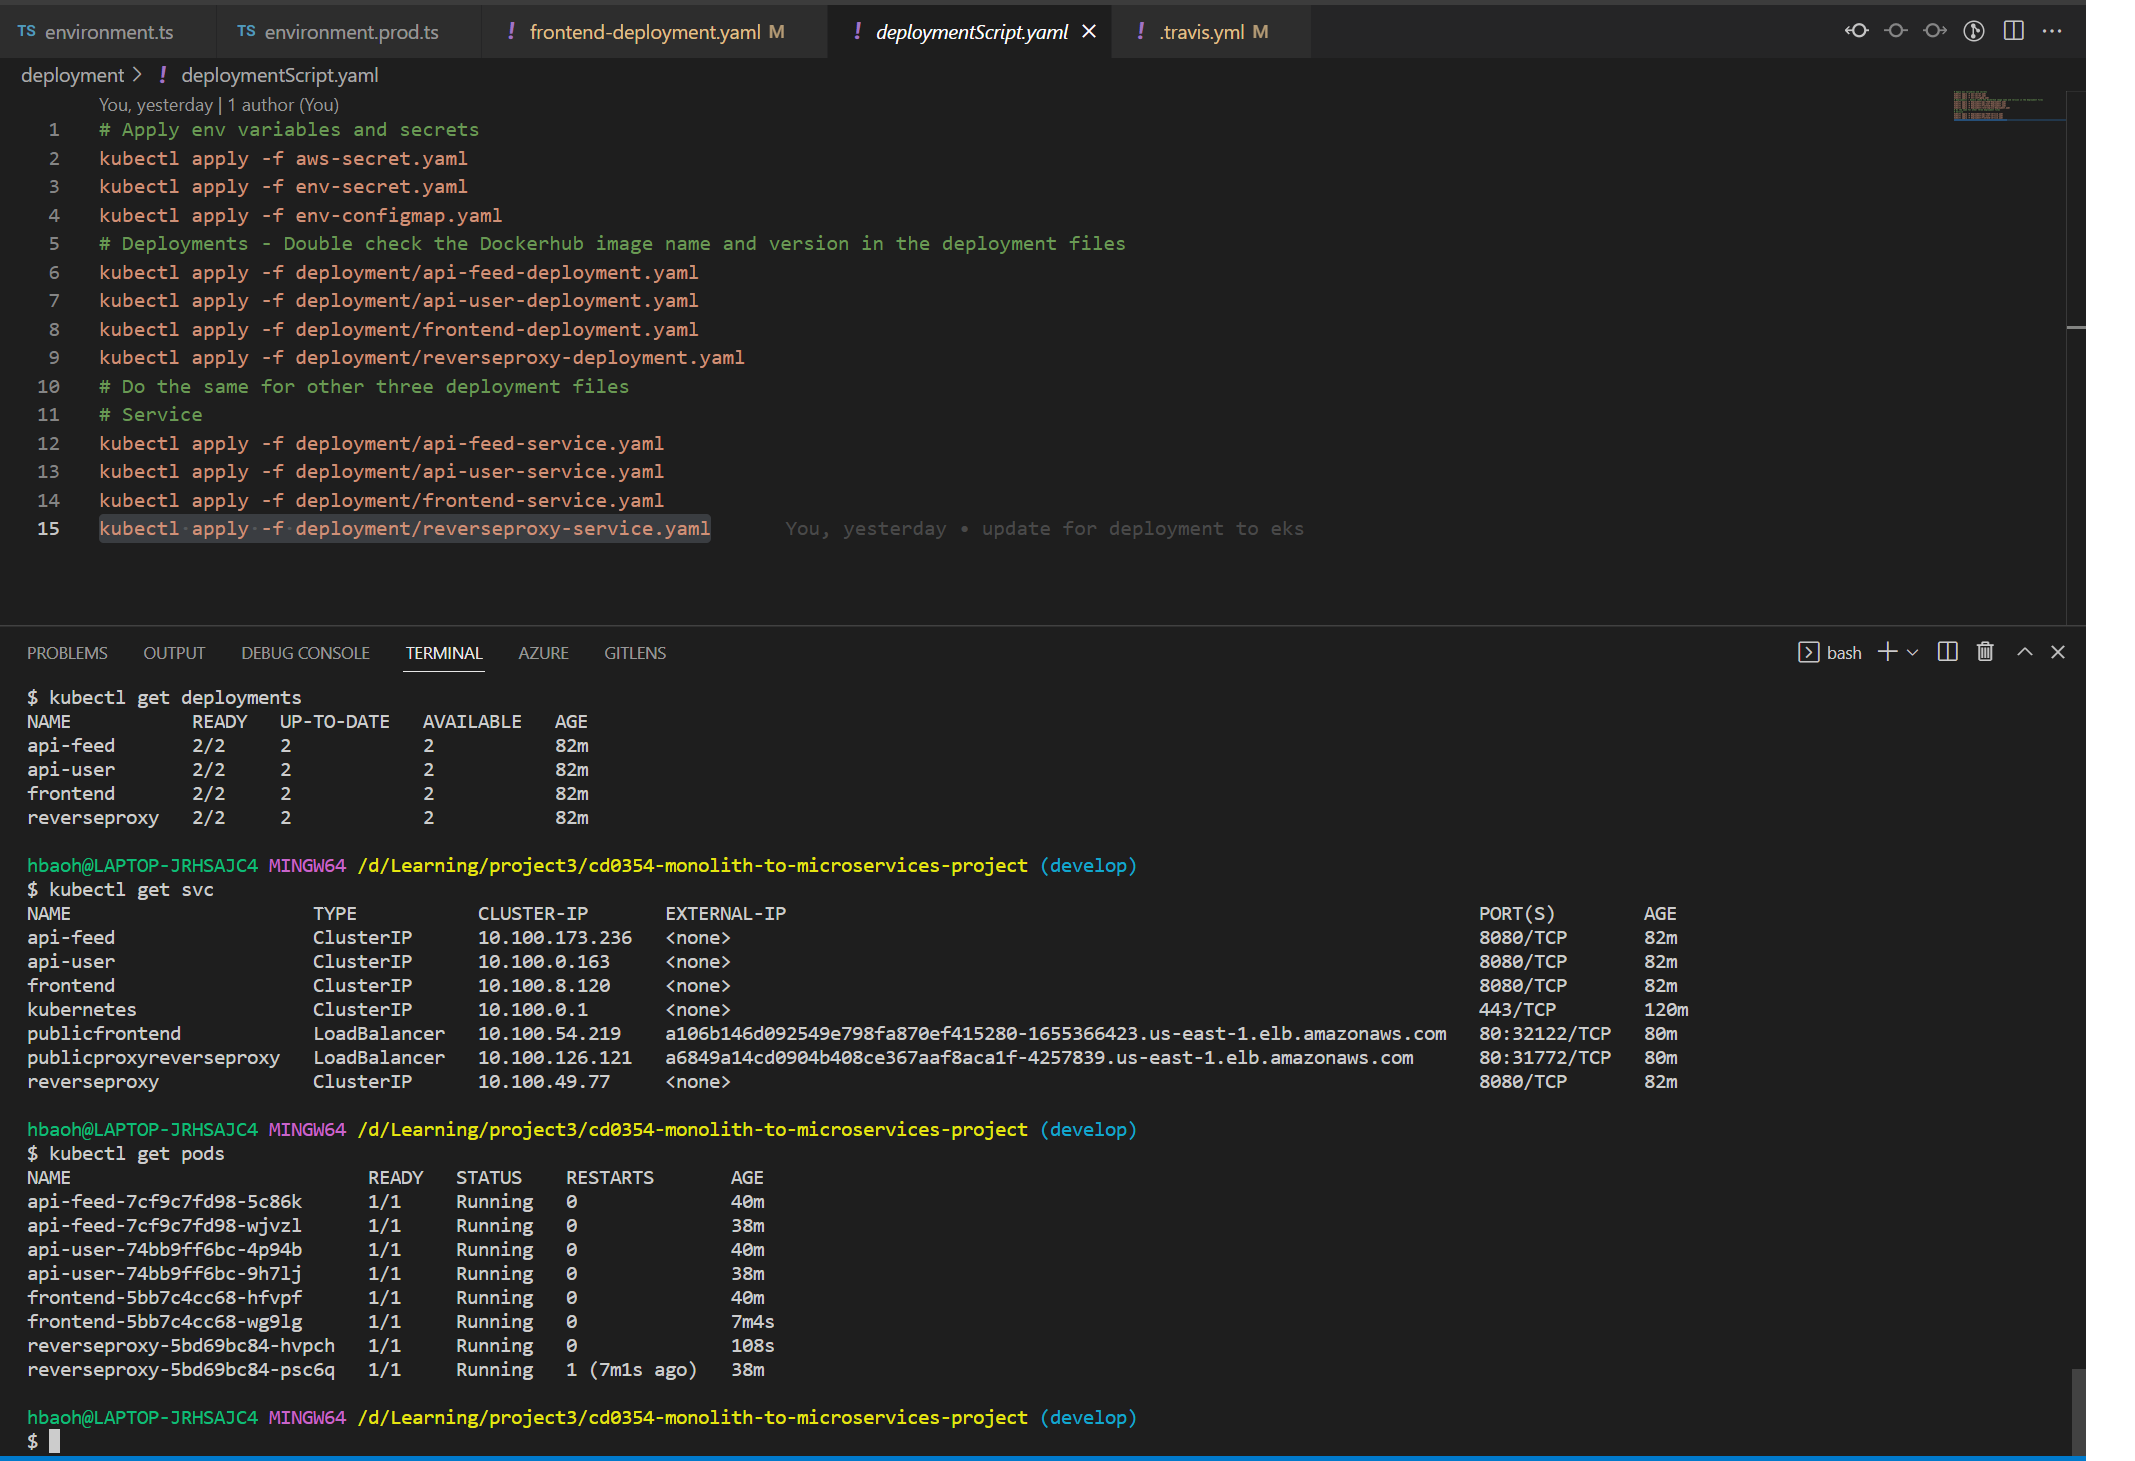 TS environment.ts TS environment.prod.ts ! frontend-deployment.yaml M ! deploymentScript.yaml ! .travis.yml M
deployment > ! deploymentScript.yaml
You, yesterday | 1 author (You)
1 # Apply env variables and secrets
2 kubectl apply -f aws-secret.yaml
3 kubectl apply -f env-secret.yaml
4 kubectl apply -f env-configmap.yaml
5 # Deployments - Double check the Dockerhub image name and version in the deployment files
6 kubectl apply -f deployment/api-feed-deployment.yaml
7 kubectl apply -f deployment/api-user-deployment.yaml
8 kubectl apply -f deployment/frontend-deployment.yaml
9 kubectl apply -f deployment/reverseproxy-deployment.yaml
10 # Do the same for other three deployment files
11 # Service
12 kubectl apply -f deployment/api-feed-service.yaml
13 kubectl apply -f deployment/api-user-service.yaml
14 kubectl apply -f deployment/frontend-service.yaml
15 kubectl apply -f deployment/reverseproxy-service.yaml You, yesterday • update for deployment to eks
PROBLEMS OUTPUT DEBUG CONSOLE TERMINAL AZURE GITLENS bash
$ kubectl get deployments
NAME READY UP-TO-DATE AVAILABLE AGE
api-feed 2/2 2 2 82m
api-user 2/2 2 2 82m
frontend 2/2 2 2 82m
reverseproxy 2/2 2 2 82m
hbaoh@LAPTOP-JRHSAJC4 MINGW64 /d/Learning/project3/cd0354-monolith-to-microservices-project (develop)
$ kubectl get svc
NAME TYPE CLUSTER-IP EXTERNAL-IP PORT(S) AGE
api-feed ClusterIP 10.100.173.236 <none> 8080/TCP 82m
api-user ClusterIP 10.100.0.163 <none> 8080/TCP 82m
frontend ClusterIP 10.100.8.120 <none> 8080/TCP 82m
kubernetes ClusterIP 10.100.0.1 <none> 443/TCP 120m
publicfrontend LoadBalancer 10.100.54.219 a106b146d092549e798fa870ef415280-1655366423.us-east-1.elb.amazonaws.com 80:32122/TCP 80m
publicproxyreverseproxy LoadBalancer 10.100.126.121 a6849a14cd0904b408ce367aaf8aca1f-4257839.us-east-1.elb.amazonaws.com 80:31772/TCP 80m
reverseproxy ClusterIP 10.100.49.77 <none> 8080/TCP 82m
hbaoh@LAPTOP-JRHSAJC4 MINGW64 /d/Learning/project3/cd0354-monolith-to-microservices-project (develop)
$ kubectl get pods
NAME READY STATUS RESTARTS AGE
api-feed-7cf9c7fd98-5c86k 1/1 Running 0 40m
api-feed-7cf9c7fd98-wjvzl 1/1 Running 0 38m
api-user-74bb9ff6bc-4p94b 1/1 Running 0 40m
api-user-74bb9ff6bc-9h7lj 1/1 Running 0 38m
frontend-5bb7c4cc68-hfvpf 1/1 Running 0 40m
frontend-5bb7c4cc68-wg9lg 1/1 Running 0 7m4s
reverseproxy-5bd69bc84-hvpch 1/1 Running 0 108s
reverseproxy-5bd69bc84-psc6q 1/1 Running 1 (7m1s ago) 38m
hbaoh@LAPTOP-JRHSAJC4 MINGW64 /d/Learning/project3/cd0354-monolith-to-microservices-project (develop)
$